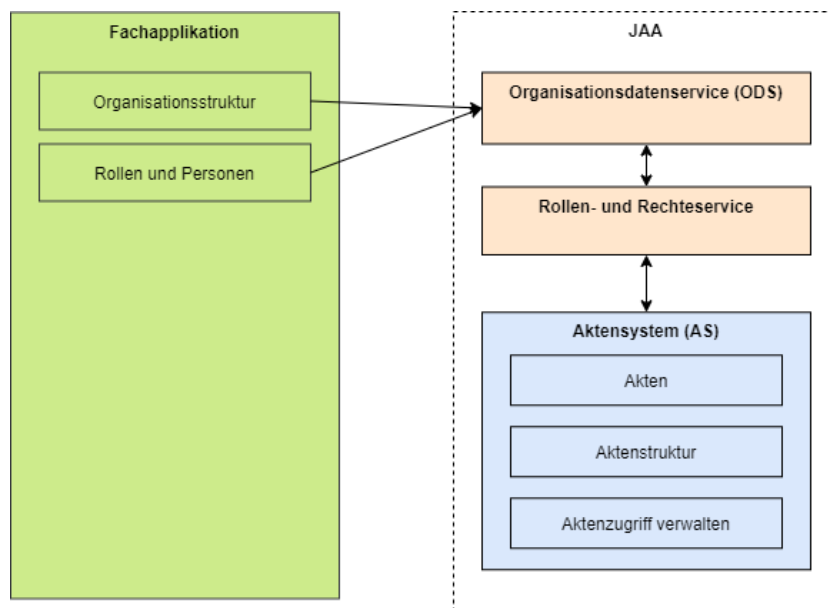 Fachapplikation
Organisationsstruktur
Rollen und Personen
JAA
Organisationsdatenservice (ODS)
Rollen- und Rechteservice
Aktensystem (AS)
Akten
Aktenstruktur
Aktenzugriff verwalten